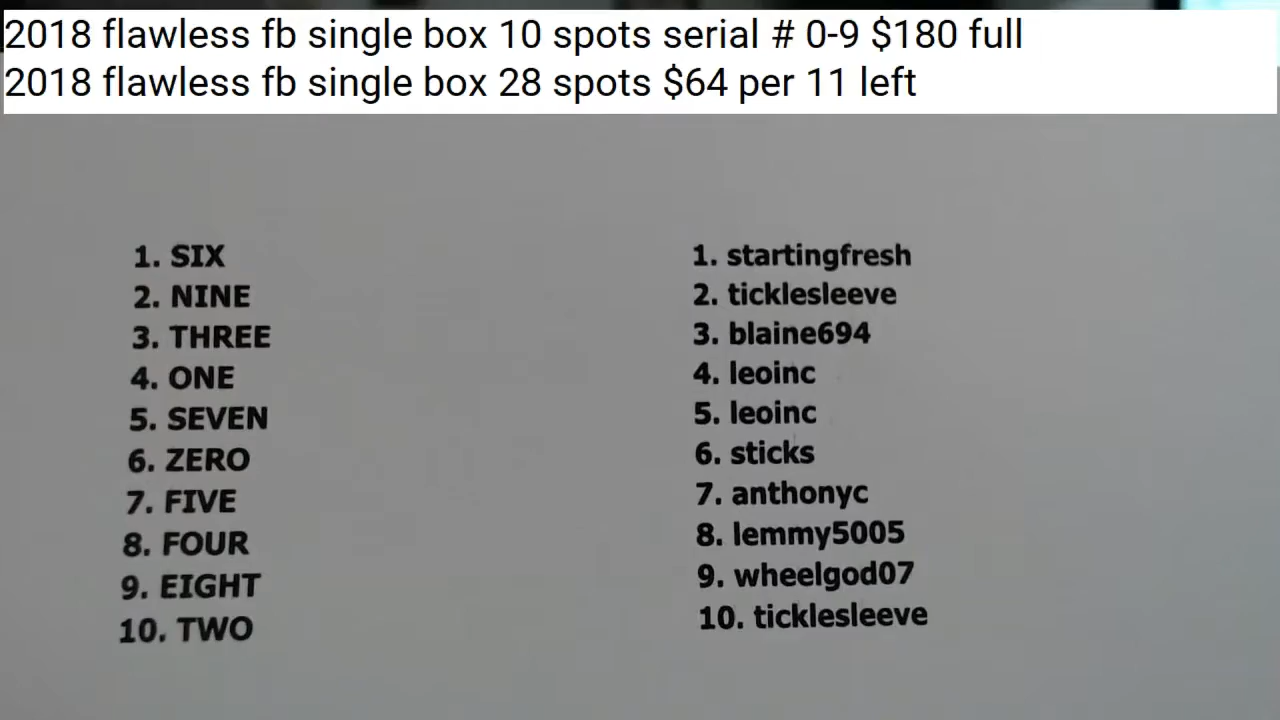 2018 flawless fb single box 10 spots serial # 0-9 $180 full
2018 flawless fb single box 28 spots $64 per 11 left
1. SIX
2. NINE
3. THREE
4. ONE
5. SEVEN
6. ZERO
7. FIVE
8. FOUR
9. EIGHT
10. TWO
1. startingfresh
2. ticklesleeve
3. blaine694
4. leoinc
5. leoinc
6. sticks
7. anthonyc
8. lemmy5005
9. wheelgod07
10. ticklesleeve